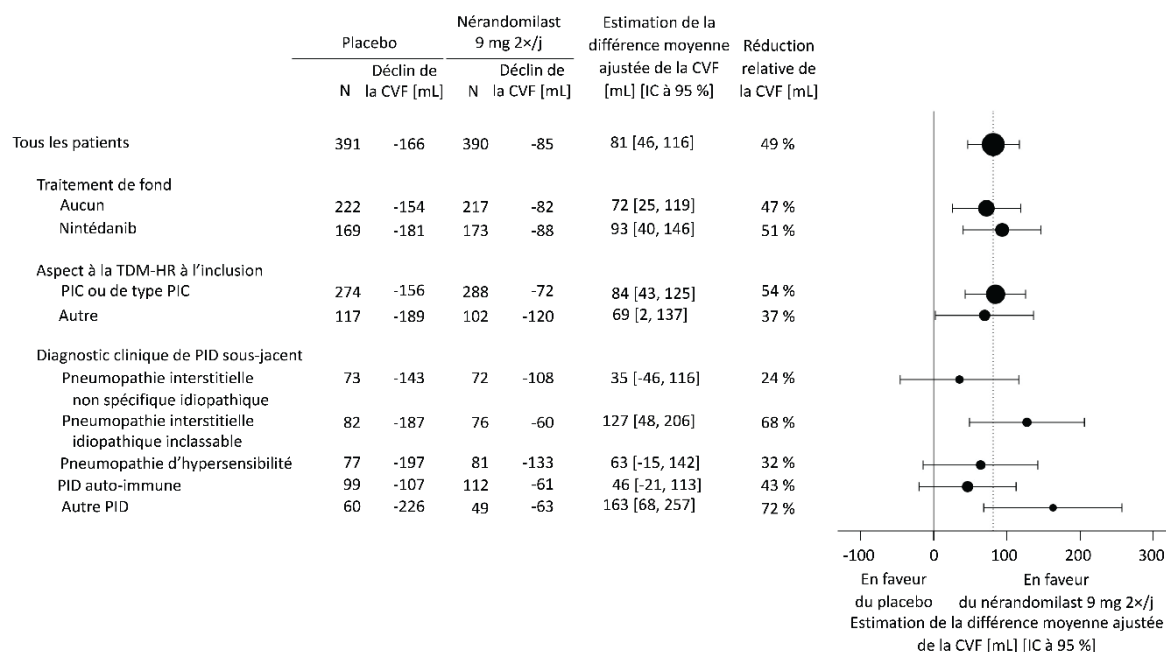 Placebo
Nérandomilast
9 mg 2×/j
Estimation de la
différence moyenne
ajustée de la CVF
[mL] [IC à 95 %]
Réduction
relative de
la CVF [mL]
N
Déclin de
la CVF [mL]
N
Déclin de
la CVF [mL]
Tous les patients 391 -166 390 -85 81 [46, 116] 49 %
Traitement de fond
Aucun 222 -154 217 -82 72 [25, 119] 47 %
Nintédanib 169 -181 173 -88 93 [40, 146] 51 %
Aspect à la TDM-HR à l’inclusion
PIC ou de type PIC 274 -156 288 -72 84 [43, 125] 54 %
Autre 117 -189 102 -120 69 [2, 137] 37 %
Diagnostic clinique de PID sous-jacent
Pneumopathie interstitielle 73 -143 72 -108 35 [-46, 116] 24 %
non spécifique idiopathique
Pneumopathie interstitielle 82 -187 76 -60 127 [48, 206] 68 %
idiopathique inclassable
Pneumopathie d’hypersensibilité 77 -197 81 -133 63 [-15, 142] 32 %
PID auto-immune 99 -107 112 -61 46 [-21, 113] 43 %
Autre PID 60 -226 49 -63 163 [68, 257] 72 %
-100 0 100 200 300
En faveur
du placebo
En faveur
du nérandomilast 9 mg 2×/j
Estimation de la différence moyenne ajustée
de la CVF [mL] [IC à 95 %]